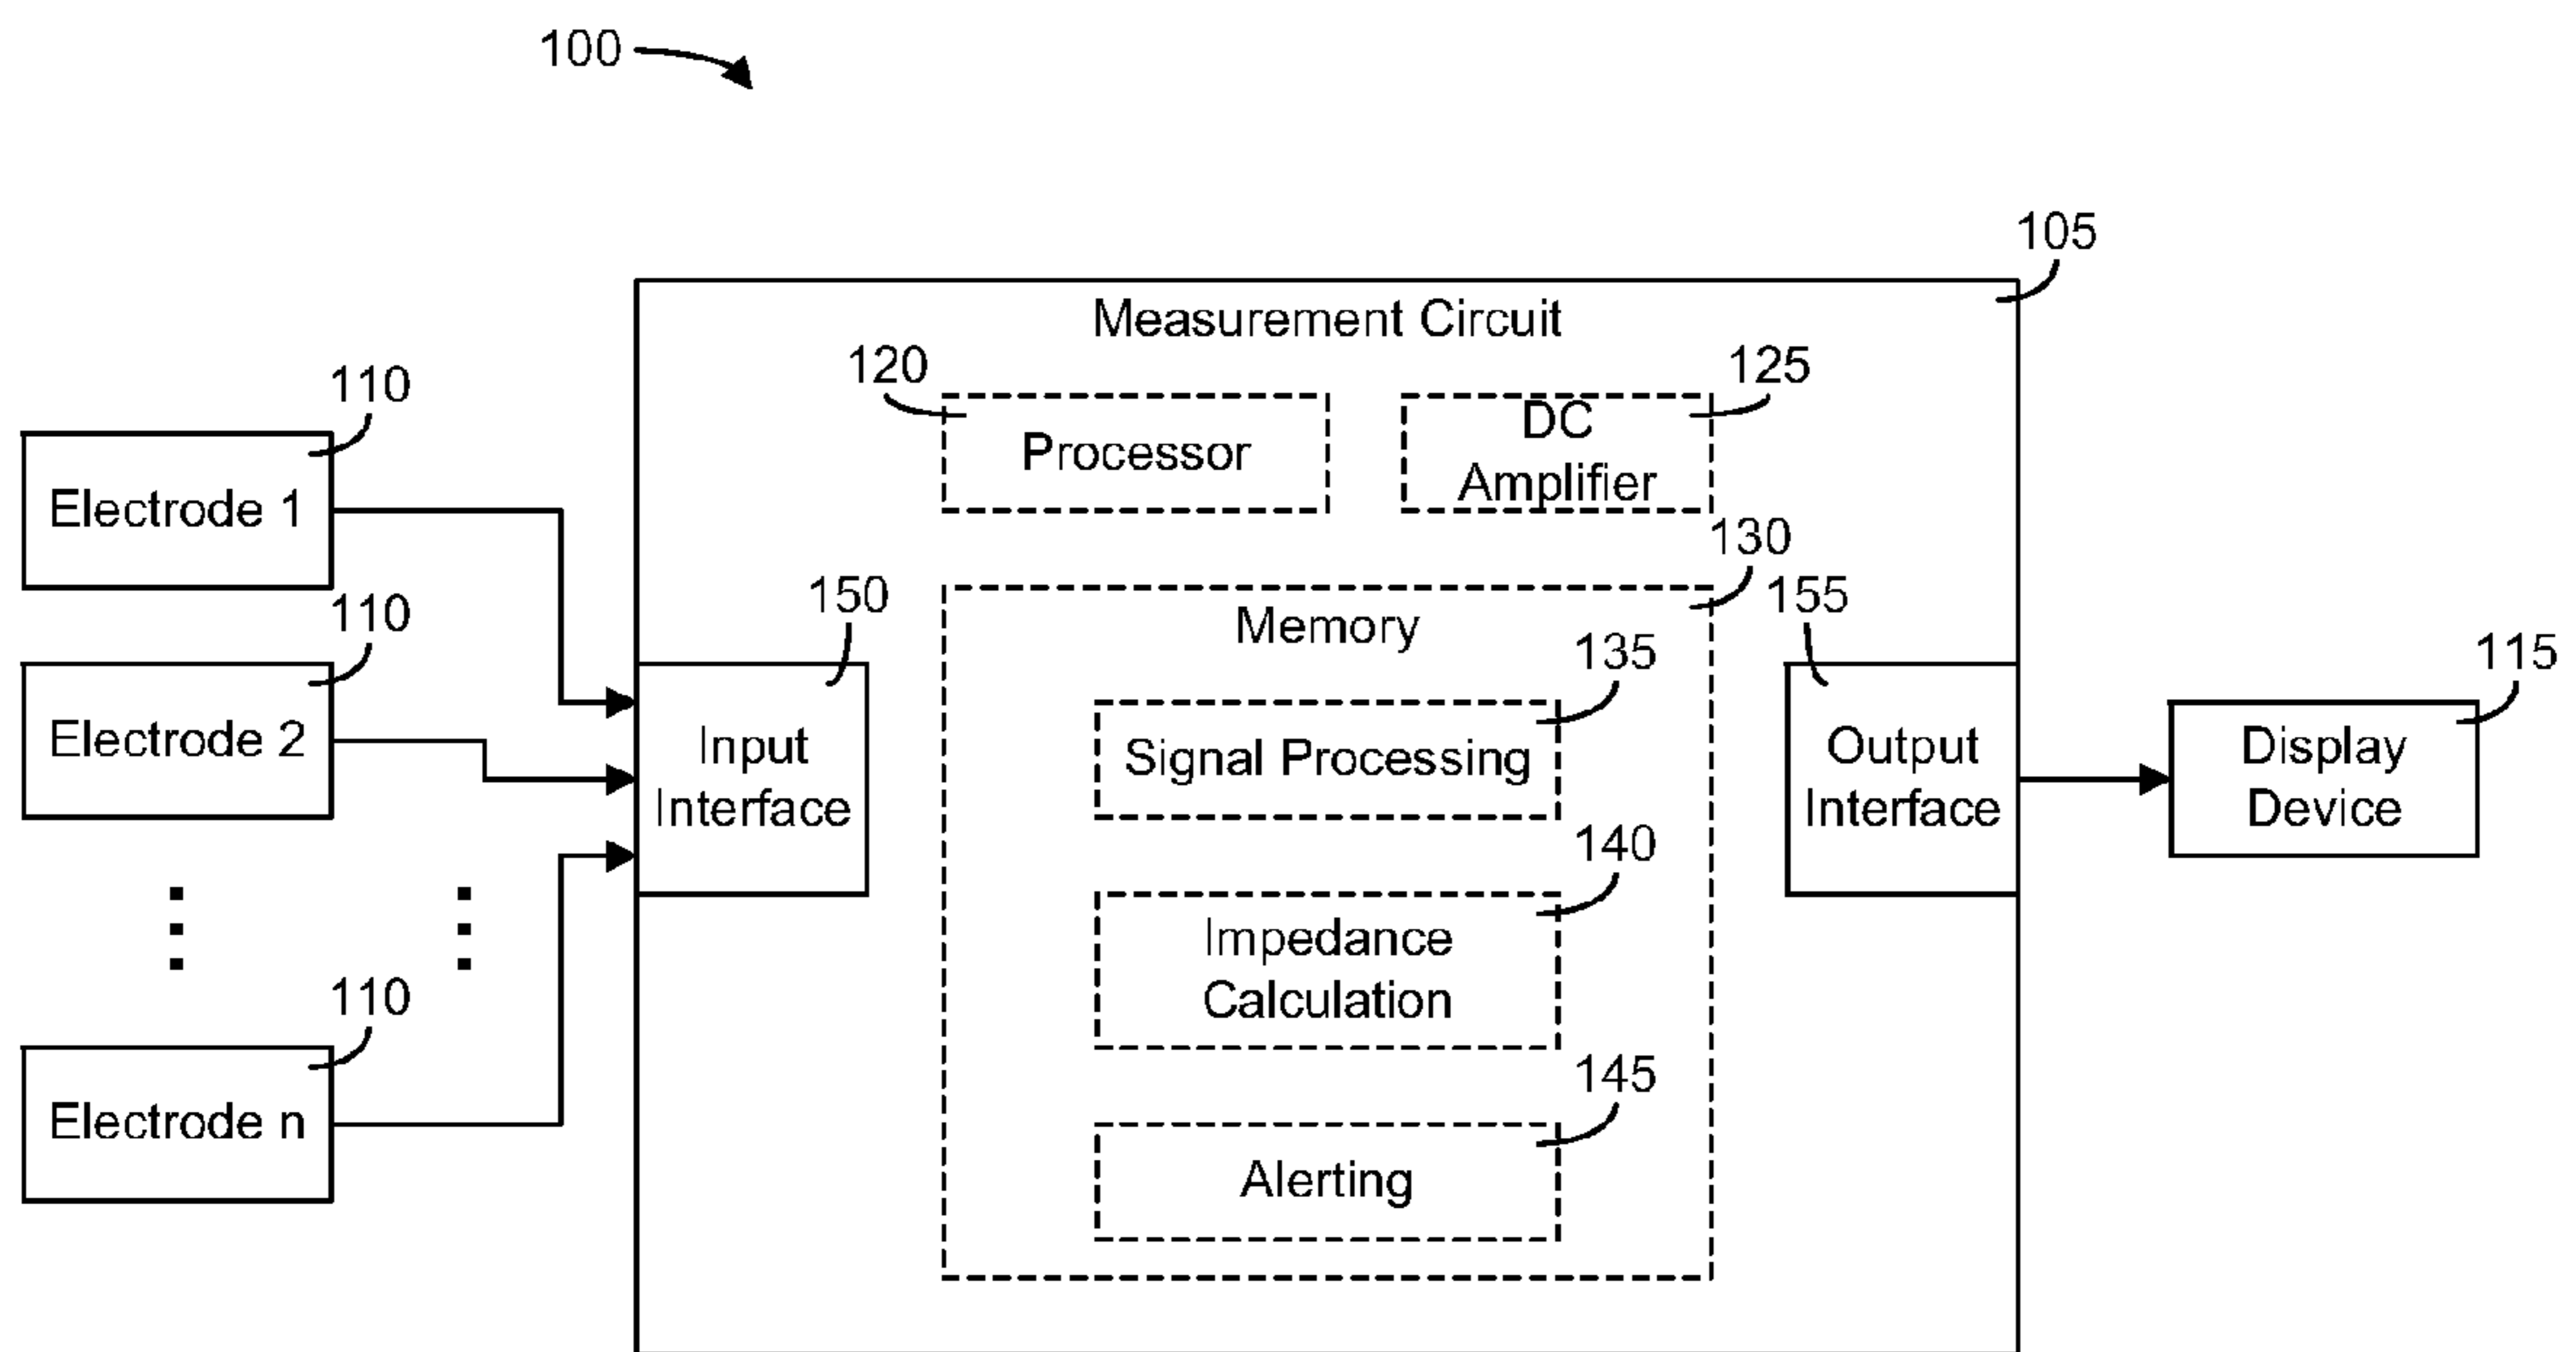 100
105
Measurement Circuit
120
125
110
DC
Processor
Amplifier
Electrode 1
130
150
155
110
Memory
135
115
Electrode 2
Input
Interface
Signal Processing
Output
Interface
Display
Device
140
Impedance
Calculation
110
145
Electrode n
Alerting